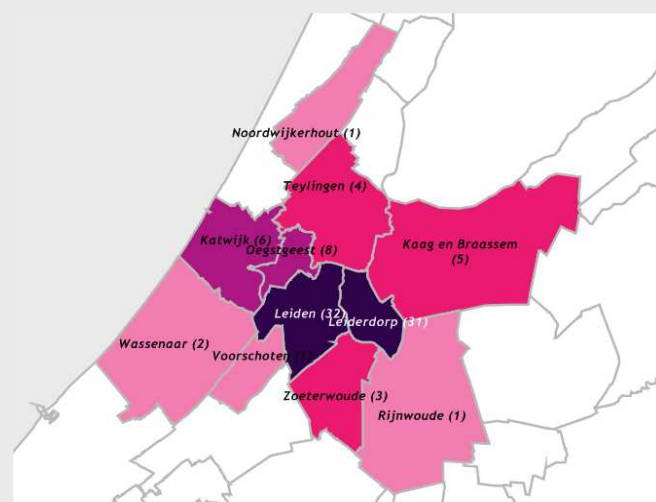 Noordwijkerhout (1)
Teylingen (4)
Katwijk (6)
Oegstgeest (8)
Kaag en Braassem
(5)
Leiden (32)
Leiderdorp (31)
Wassenaar (2)
Voorschoten (1)
Zoeterwoude (3)
Rijnwoude (1)